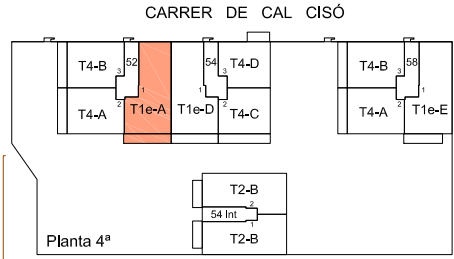 CARRER DE CAL CISÓ
T4-B 52 54 T4-D T4-B 58
3 3 3
1 1 1
T4-A 2 T1e-A T1e-D 2 T4-C T4-A 2 T1e-E
T2-B
2
54 Int
1
T2-B
Planta 4ª